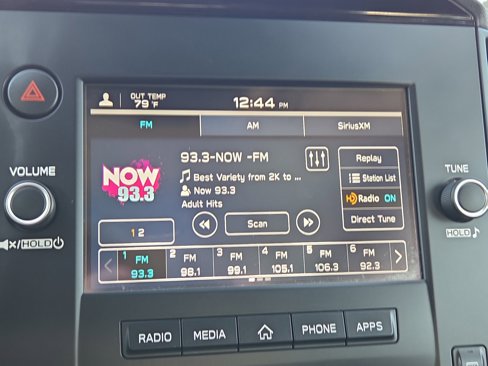 OUT TEMP
79 °F
12:44 PM
FM
AM
SiriusXM
VOLUME
TUNE
NOW
93.3
93.3-NOW -FM
Best Variety from 2K to ...
Now 93.3
Adult Hits
Replay
Station List
HD Radio ON
Direct Tune
1 2
Scan
HOLD
HOLD
1 FM 93.3
2 FM 98.1
3 FM 99.1
4 FM 105.1
5 FM 106.3
6 FM 92.3
RADIO
MEDIA
PHONE
APPS